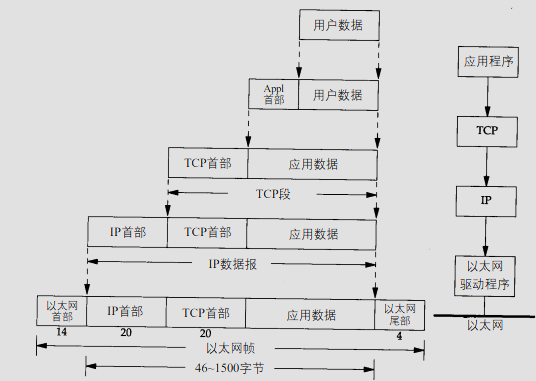 用户数据
应用程序
Appl
首部
用户数据
TCP
TCP首部
应用数据
TCP段
IP
IP首部
TCP首部
应用数据
IP数据报
以太网
驱动程序
以太网
首部
IP首部
TCP首部
应用数据
以太网
尾部
以太网
14
20
20
4
以太网帧
46~1500字节